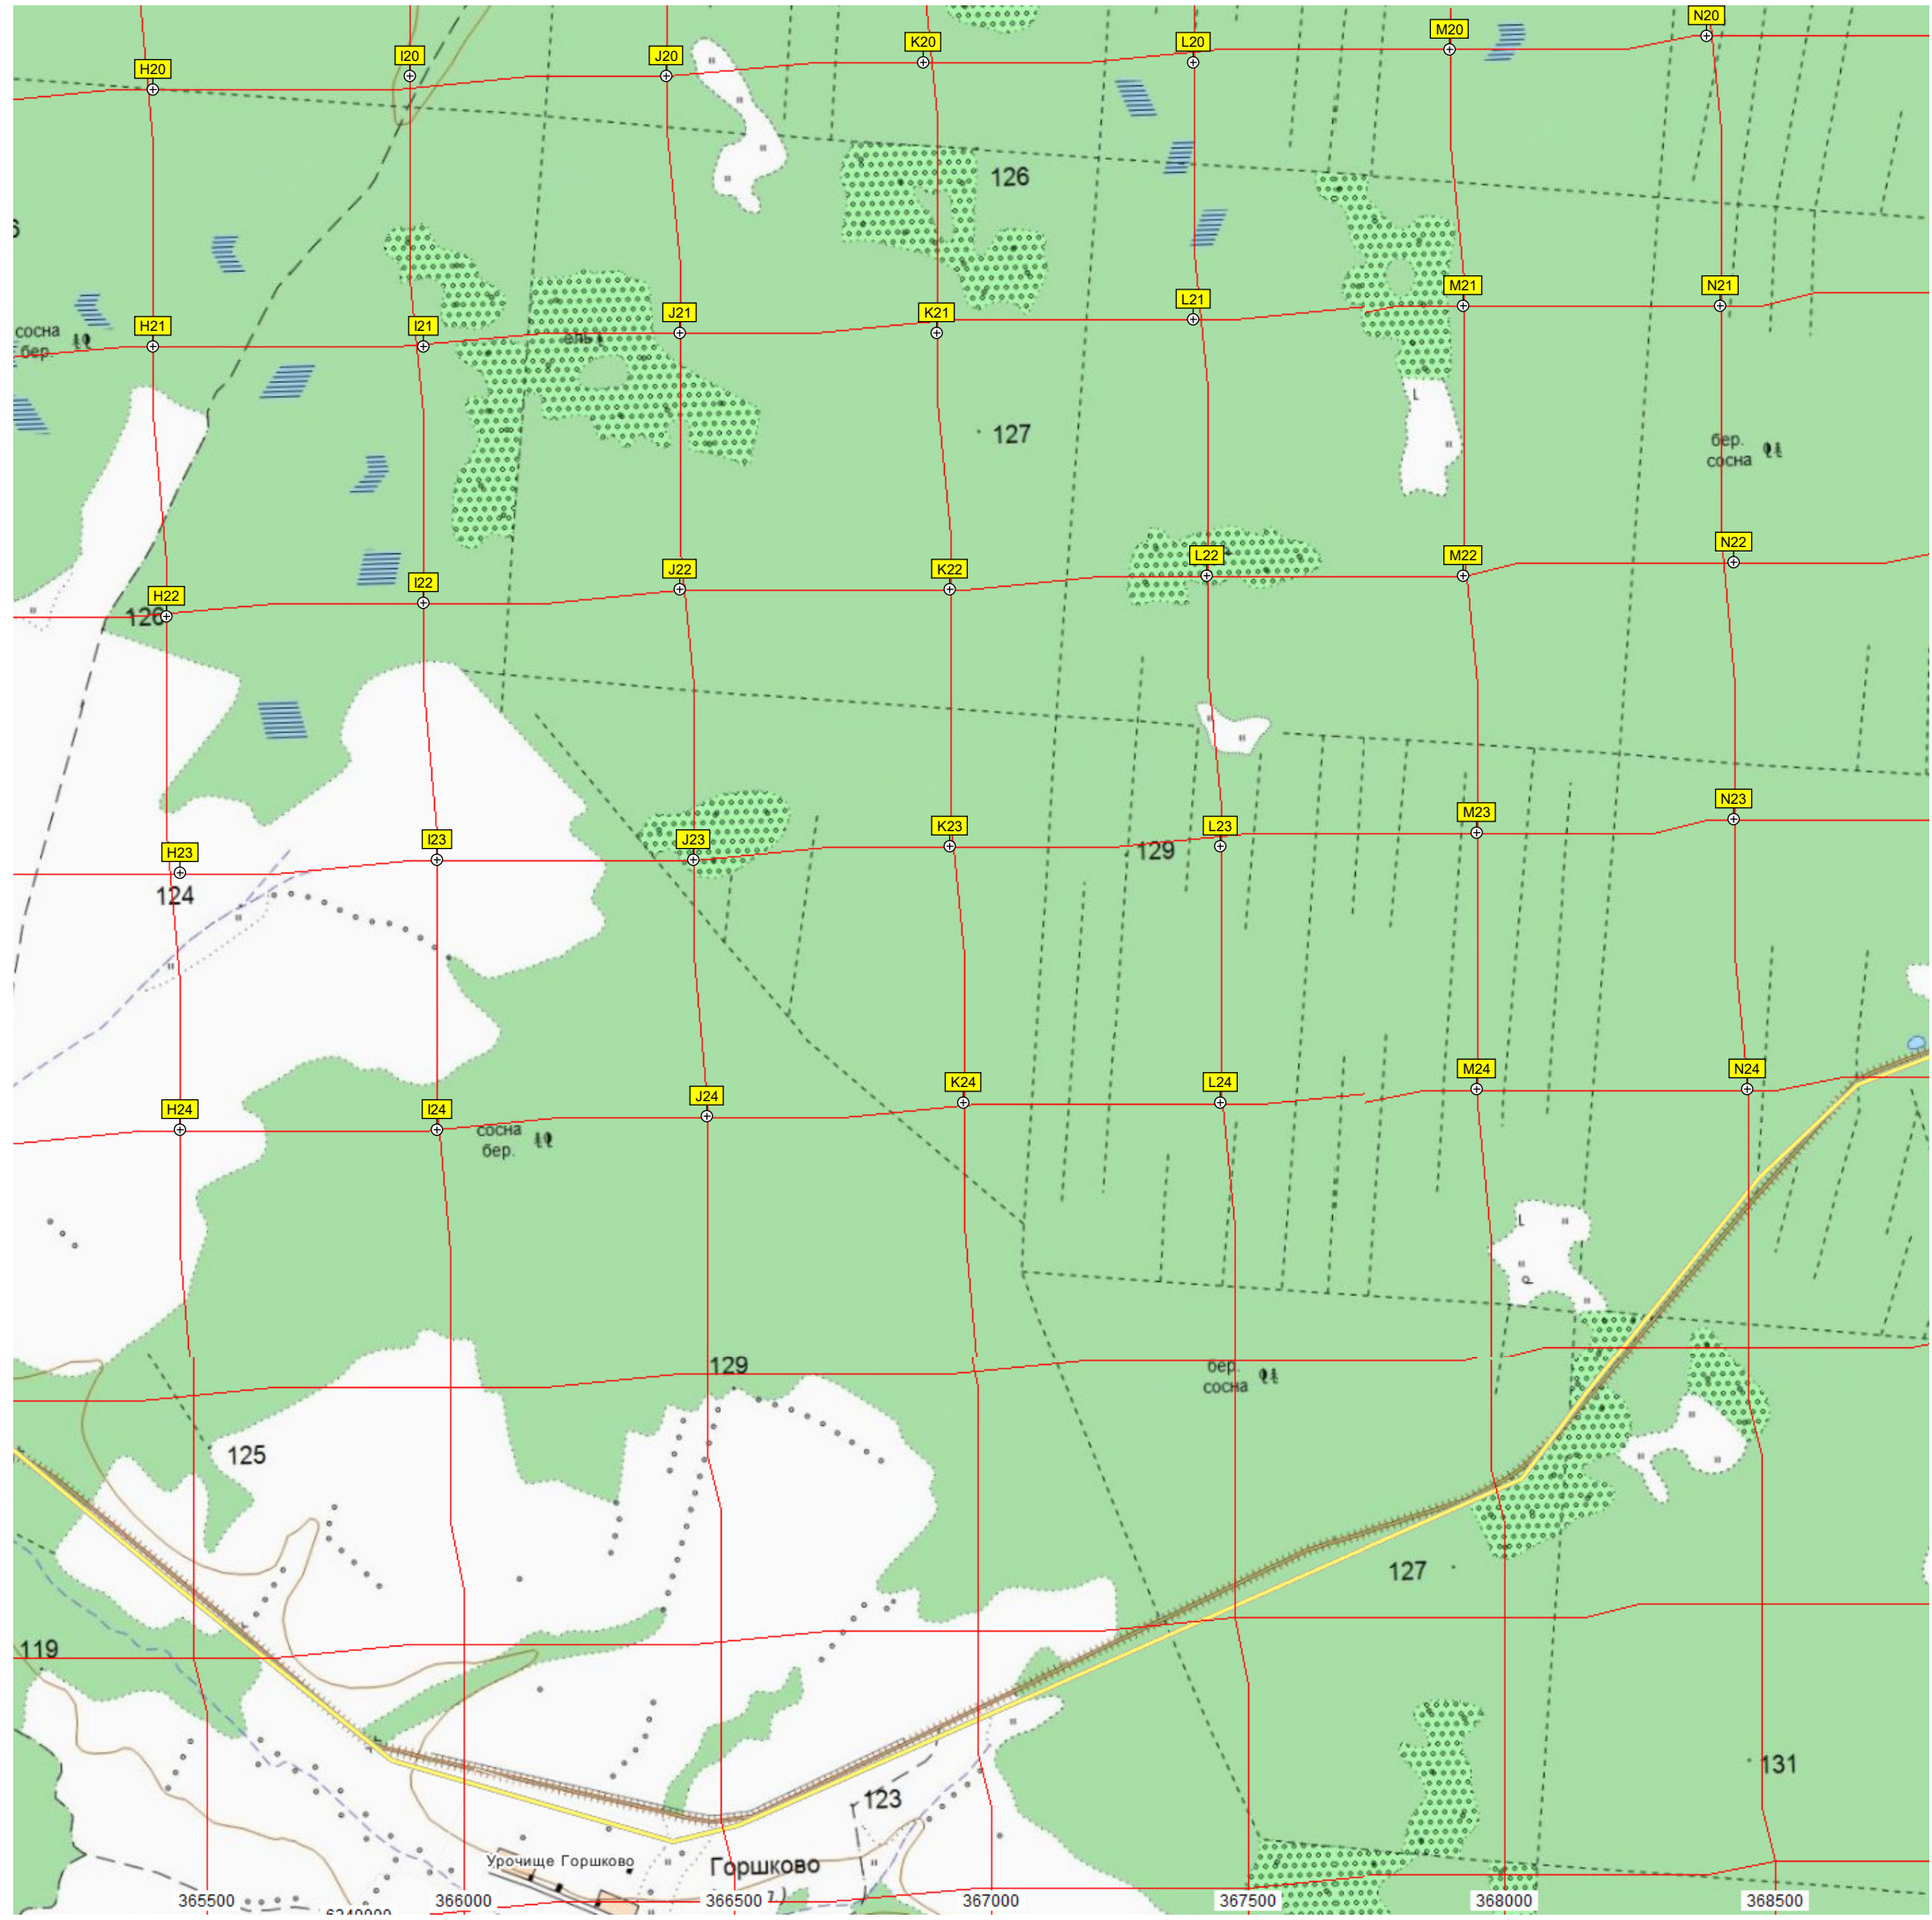 H20
I20
J20
K20
L20
M20
N20
126
сосна
бер.
H21
I21
J21
K21
L21
M21
N21
ель
127
бер.
сосна
126
H22
I22
J22
K22
L22
M22
N22
H23
I23
J23
K23
L23
M23
N23
124
129
H24
I24
J24
K24
L24
M24
N24
сосна
бер.
129
бер.
сосна
125
127
119
131
123
Урочище Горшково
Горшково
365500
366000
366500
367000
367500
368000
368500